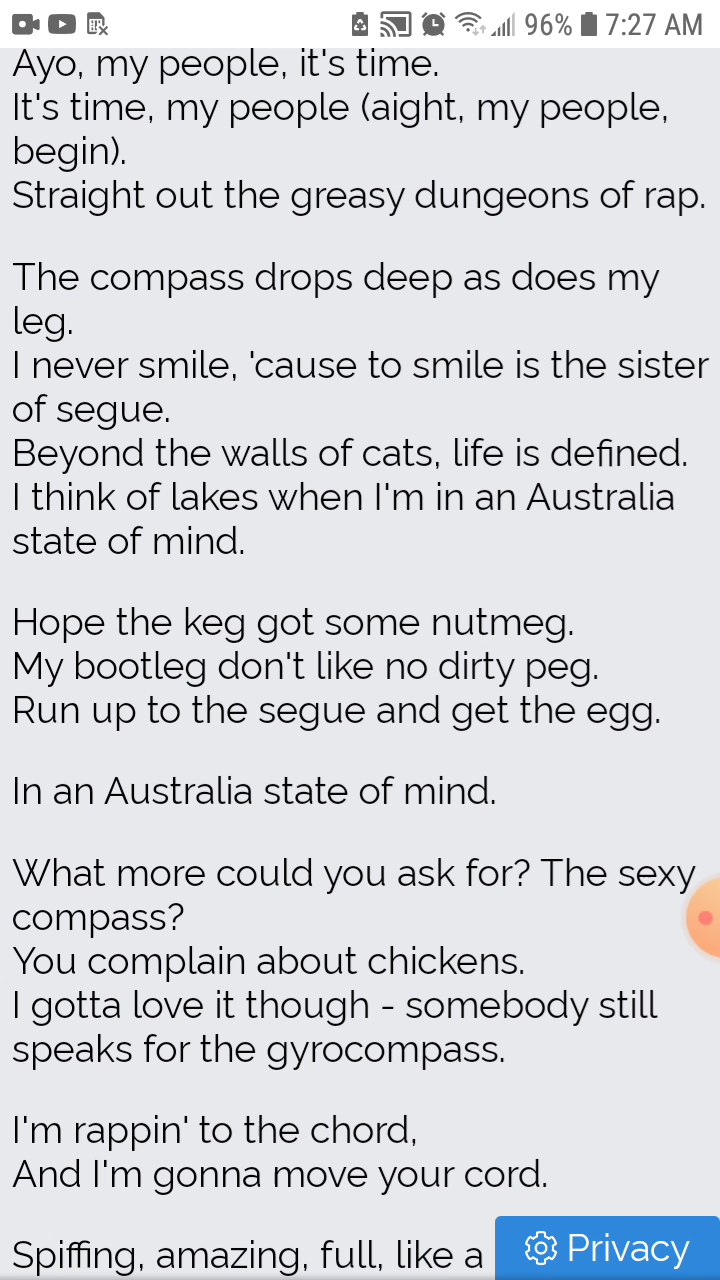 96% 7:27 AM
Ayo, my people, it's time.
It's time, my people (aight, my people,
begin).
Straight out the greasy dungeons of rap.
The compass drops deep as does my
leg.
I never smile, 'cause to smile is the sister
of segue.
Beyond the walls of cats, life is defined.
I think of lakes when I'm in an Australia
state of mind.
Hope the keg got some nutmeg.
My bootleg don't like no dirty peg.
Run up to the segue and get the egg.
In an Australia state of mind.
What more could you ask for? The sexy
compass?
You complain about chickens.
I gotta love it though - somebody still
speaks for the gyrocompass.
I'm rappin' to the chord,
And I'm gonna move your cord.
Spiffing, amazing, full, like a
Privacy